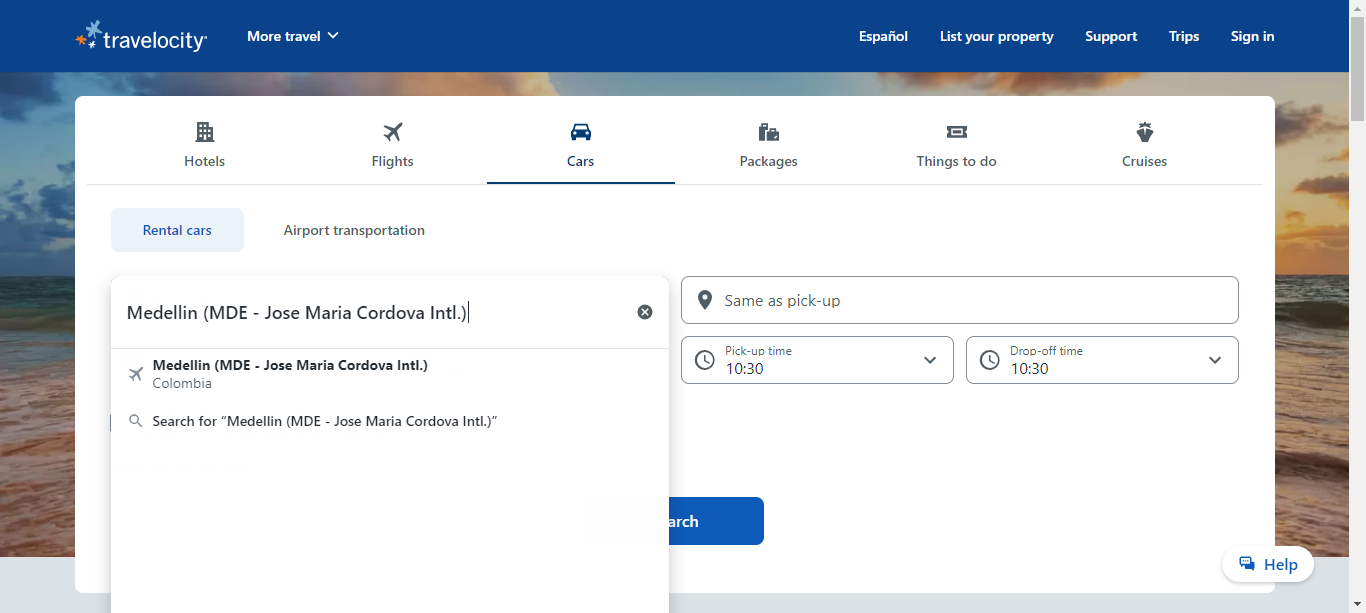 travelocity
More travel
Español
List your property
Support
Trips
Sign in
Hotels
Flights
Cars
Packages
Things to do
Cruises
Rental cars
Airport transportation
Medellin (MDE - Jose Maria Cordova Intl.)
Same as pick-up
Medellin (MDE - Jose Maria Cordova Intl.)
Colombia
Pick-up time
10:30
Drop-off time
10:30
Search for “Medellin (MDE - Jose Maria Cordova Intl.)”
arch
Help